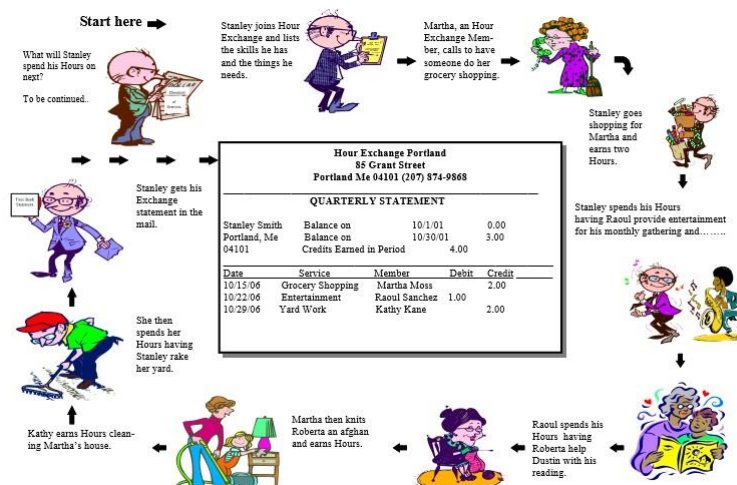 Start here
Stanley joins Hour
Exchange and lists
the skills he has
and the things he
needs.
Martha, an Hour
Exchange Mem-
ber, calls to have
someone do her
grocery shopping.
Stanley goes
shopping for
Martha and
earns two
Hours.
Stanley spends his Hours
having Raoul provide entertainment
for his monthly gathering and........
Raoul spends his
Hours having
Roberta help
Dustin with his
reading.
Martha then knits
Roberta an afghan
and earns Hours.
Kathy earns Hours clean-
ing Martha's house.
She then
spends her
Hours having
Stanley rake
her yard.
Stanley gets his
Exchange
statement in the
mail.
What will Stanley
spend his Hours on
next?
To be continued..
Hour Exchange Portland
85 Grant Street
Portland Me 04101 (207) 874-9868
QUARTERLY STATEMENT
Stanley Smith Balance on 10/1/01 0.00
Portland, Me Balance on 10/30/01 3.00
04101 Credits Earned in Period 4.00
Date Service Member Debit Credit
10/15/06 Grocery Shopping Martha Moss 2.00
10/22/06 Entertainment Raoul Sanchez 1.00
10/29/06 Yard Work Kathy Kane 2.00